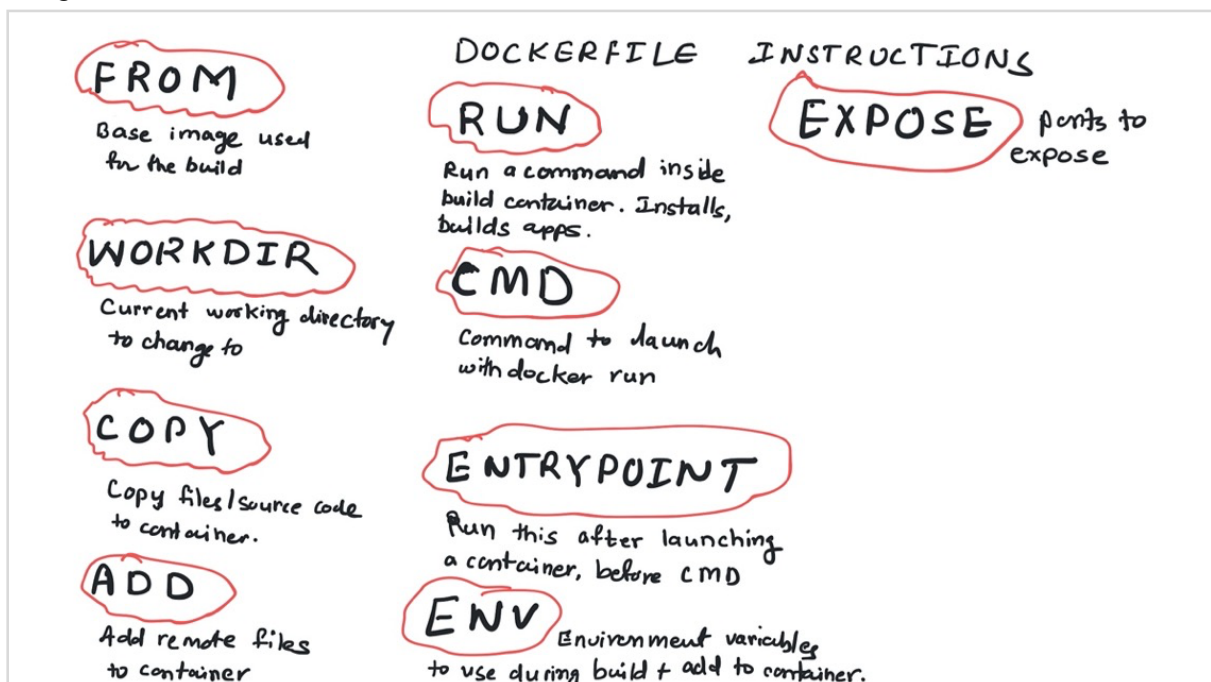 DOCKERFILE INSTRUCTIONS
FROM
Base image used
for the build
WORKDIR
Current working directory
to change to
COPY
Copy files/source code
to container.
ADD
Add remote files
to container
RUN
Run a command inside
build container. Installs,
builds apps.
CMD
Command to launch
with docker run
ENTRYPOINT
Run this after launching
a container, before CMD
ENV
Environment variables
to use during build + add to container.
EXPOSE
ports to
expose